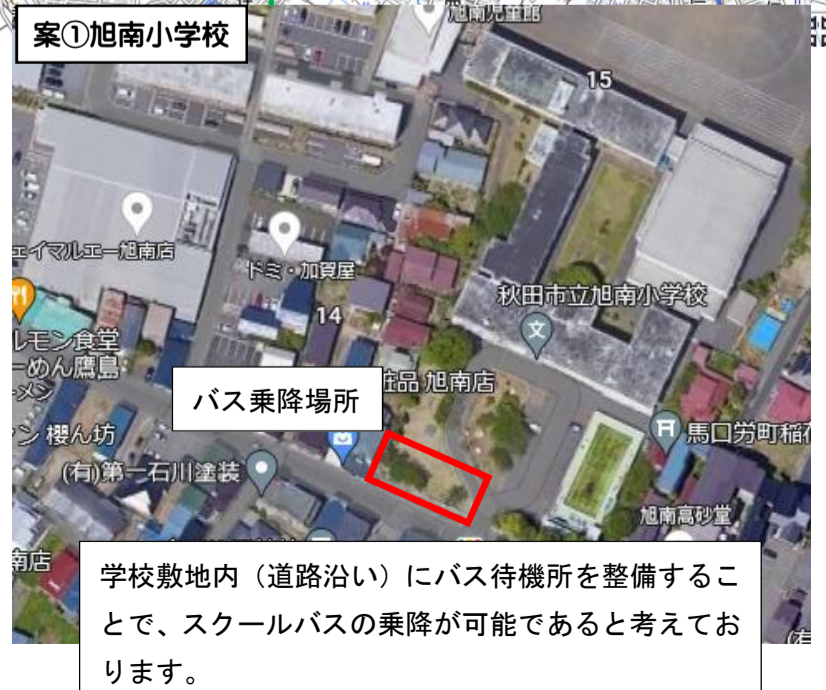 案①旭南小学校
旭南児童館
15
ェイマルエー旭南店
ドミ・加賀屋
秋田市立旭南小学校
文
14
レモン食堂
ーめん鷹島
ーメン
バス乗降場所
粧品 旭南店
ン 櫻ん坊
馬口労町稲荷
(有)第一石川塗装
旭南高砂堂
南店
学校敷地内（道路沿い）にバス待機所を整備するこ
とで、スクールバスの乗降が可能であると考えてお
ります。